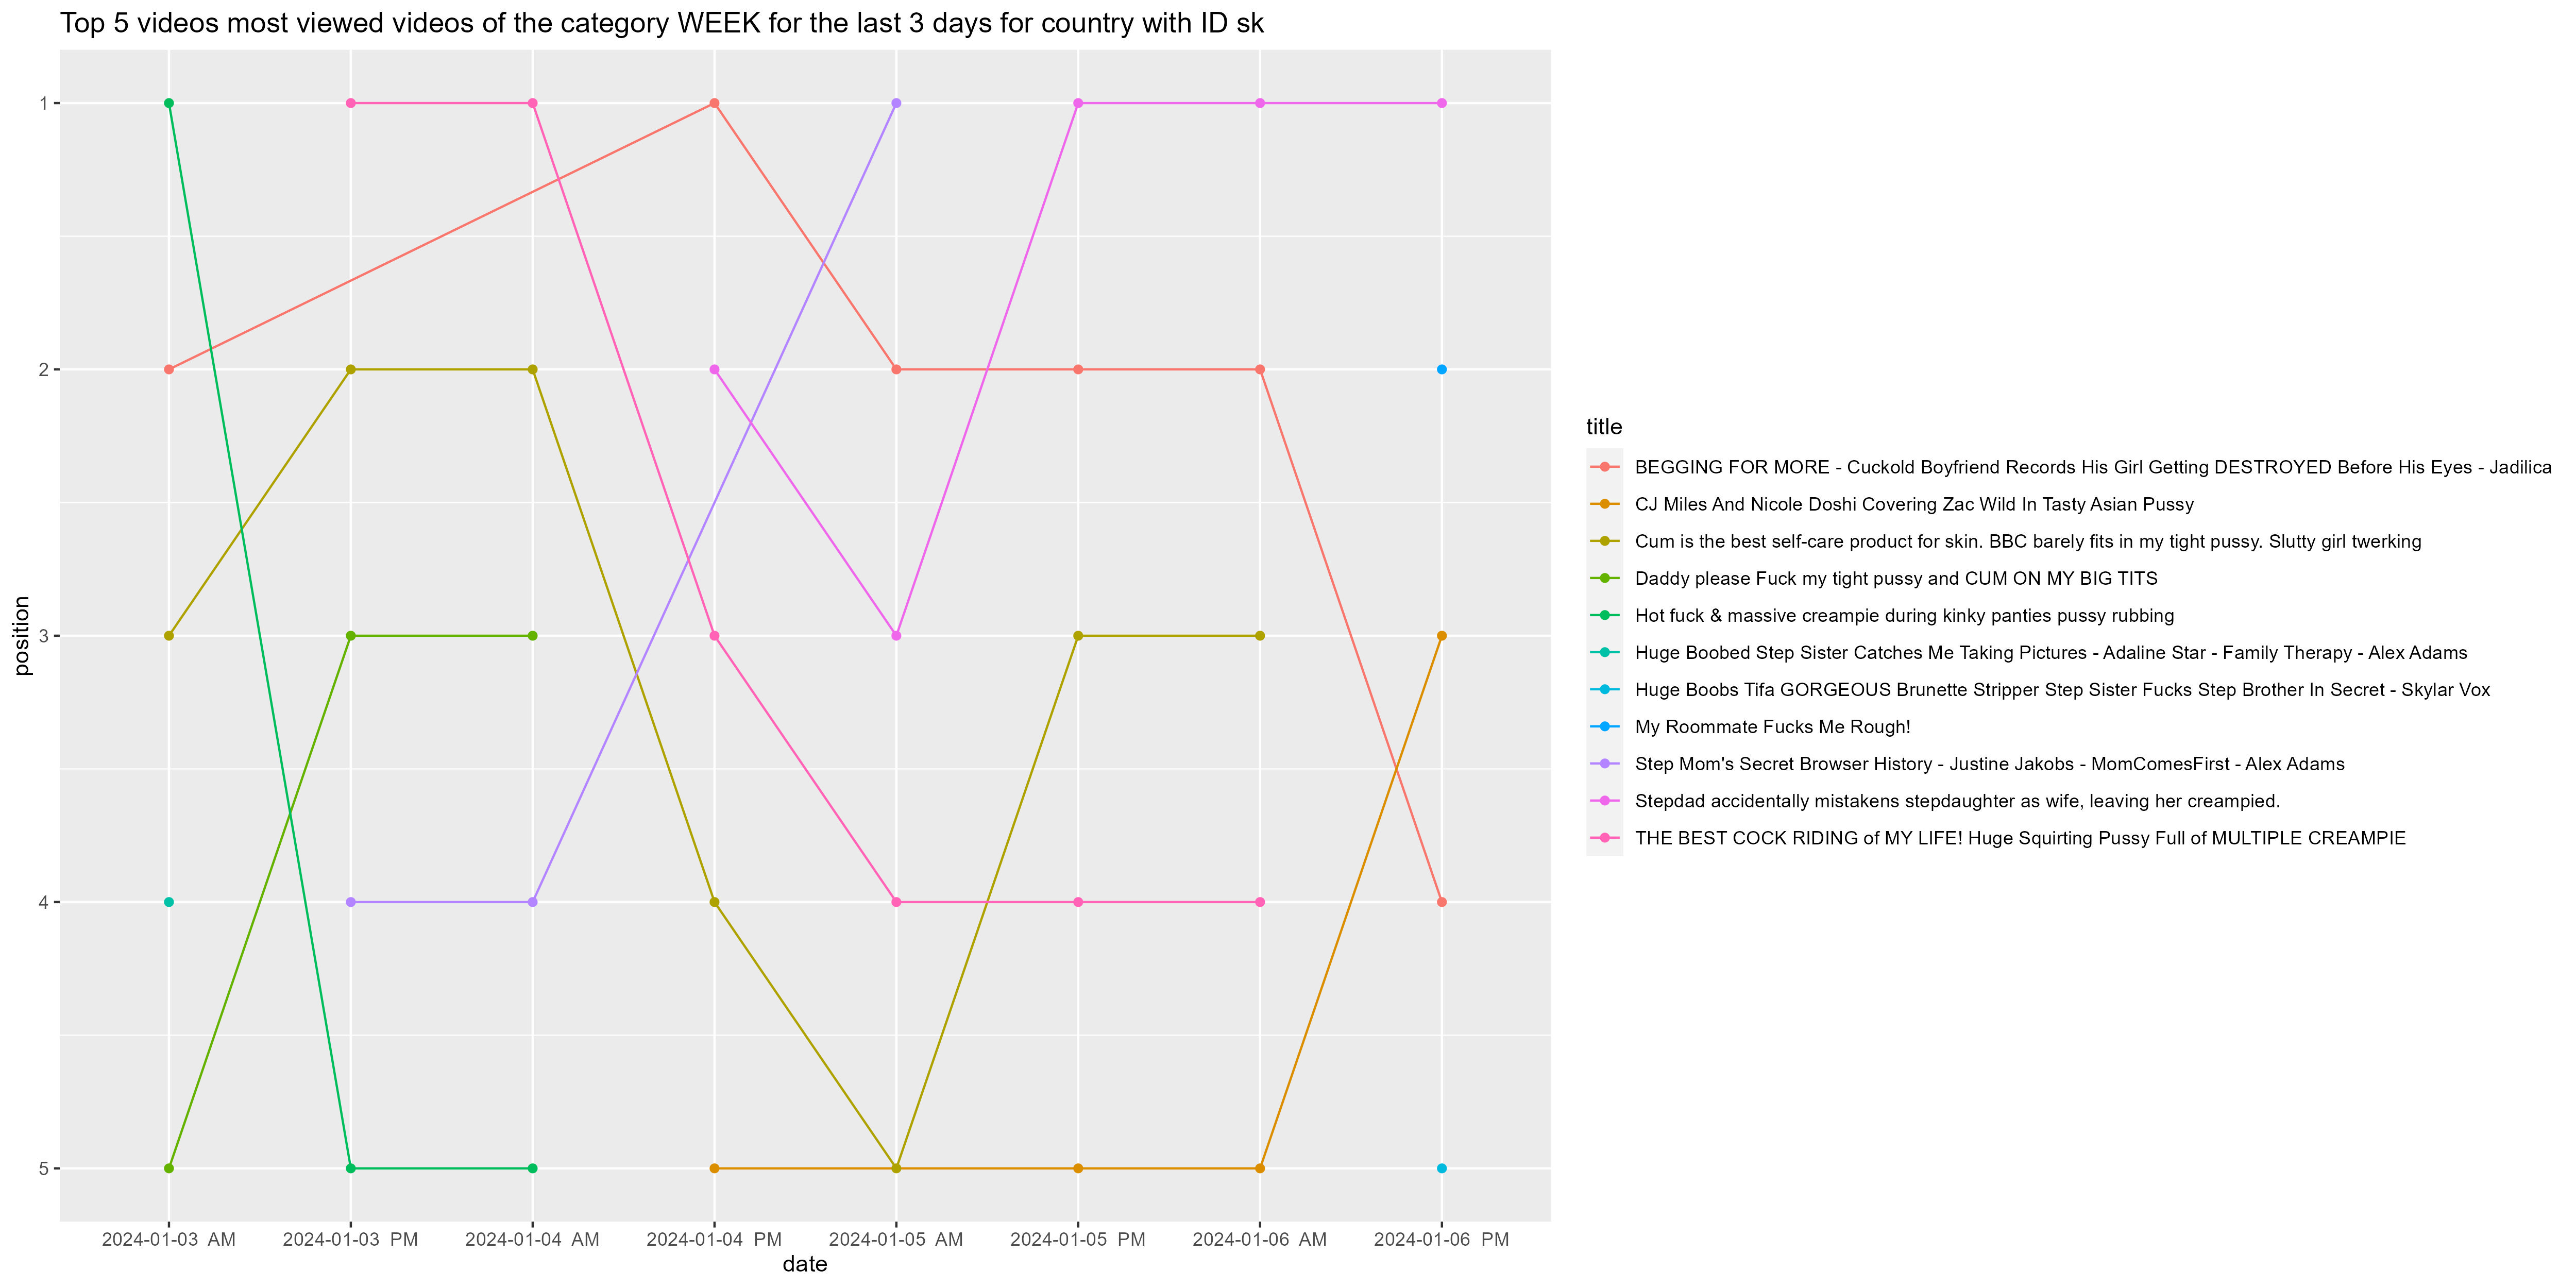 Top 5 videos most viewed videos of the category WEEK for the last 3 days for country with ID sk
position
1
2
3
4
5
2024-01-03 AM
2024-01-03 PM
2024-01-04 AM
2024-01-04 PM
2024-01-05 AM
2024-01-05 PM
2024-01-06 AM
2024-01-06 PM
date
title
BEGGING FOR MORE - Cuckold Boyfriend Records His Girl Getting DESTROYED Before His Eyes - Jadilica
CJ Miles And Nicole Doshi Covering Zac Wild In Tasty Asian Pussy
Cum is the best self-care product for skin. BBC barely fits in my tight pussy. Slutty girl twerking
Daddy please Fuck my tight pussy and CUM ON MY BIG TITS
Hot fuck & massive creampie during kinky panties pussy rubbing
Huge Boobed Step Sister Catches Me Taking Pictures - Adaline Star - Family Therapy - Alex Adams
Huge Boobs Tifa GORGEOUS Brunette Stripper Step Sister Fucks Step Brother In Secret - Skylar Vox
My Roommate Fucks Me Rough!
Step Mom's Secret Browser History - Justine Jakobs - MomComesFirst - Alex Adams
Stepdad accidentally mistakens stepdaughter as wife, leaving her creampied.
THE BEST COCK RIDING of MY LIFE! Huge Squirting Pussy Full of MULTIPLE CREAMPIE